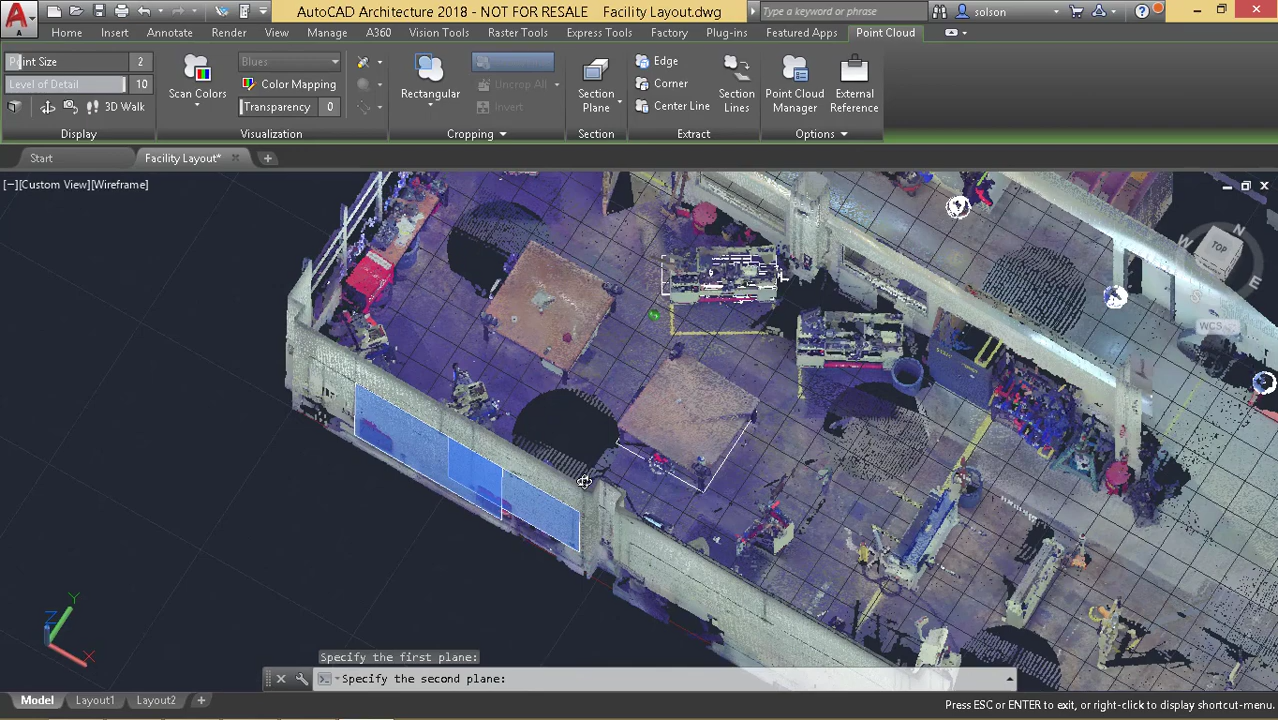 A AutoCAD Architecture 2018 - NOT FOR RESALE Facility Layout.dwg Type a keyword or phrase solson
Home Insert Annotate Render View Manage A360 Vision Tools Raster Tools Express Tools Factory Plug-ins Featured Apps Point Cloud
Point Size 2
Level of Detail 10
3D Walk
Display
Scan Colors
Blues
Color Mapping
Transparency 0
Visualization
Rectangular
Uncrop All
Invert
Cropping
Section
Plane
Section
Edge
Corner
Center Line
Section
Lines
Extract
Point Cloud
Manager
External
Reference
Options
Start Facility Layout*
[−][Custom View][Wireframe]
N
W
TOP
E
S
WCS
Y
Z
X
Specify the first plane:
Specify the second plane:
Model Layout1 Layout2
Press ESC or ENTER to exit, or right-click to display shortcut-menu.